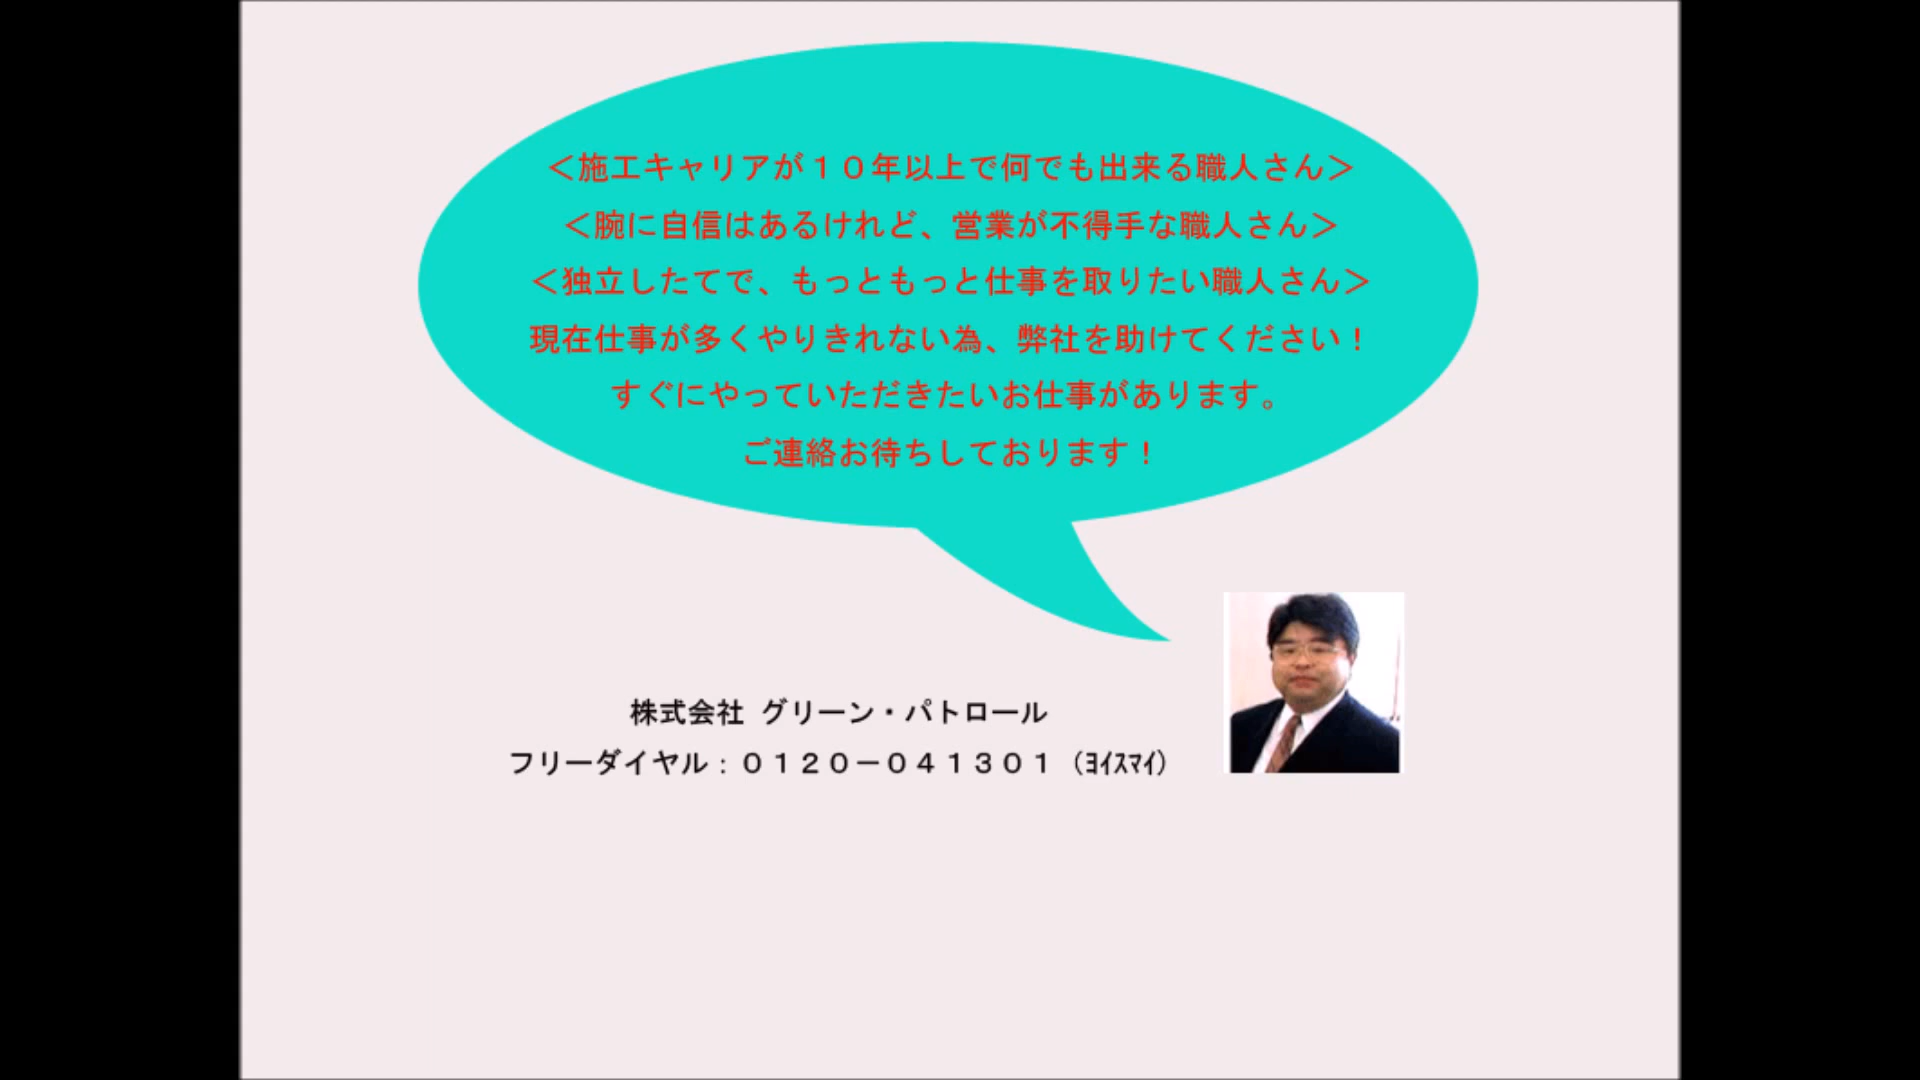 ＜施工キャリアが１０年以上で何でも出来る職人さん＞
＜腕に自信はあるけれど、営業が不得手な職人さん＞
＜独立したてで、もっともっと仕事を取りたい職人さん＞
現在仕事が多くやりきれない為、弊社を助けてください！
すぐにやっていただきたいお仕事があります。
ご連絡お待ちしております！
株式会社 グリーン・パトロール
フリーダイヤル：０１２０－０４１３０１（ﾖｲｽﾏｲ）